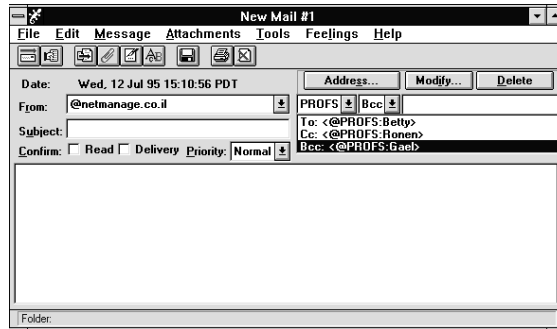 New Mail #1
File Edit Message Attachments Tools Feelings Help
Date: Wed, 12 Jul 95 15:10:56 PDT
Address... Modify... Delete
From: @netmanage.co.il
PROFS Bcc
Subject:
To: <@PROFS:Betty>
Cc: <@PROFS:Ronen>
Bcc: <@PROFS:Gael>
Confirm: Read Delivery Priority: Normal
Folder: